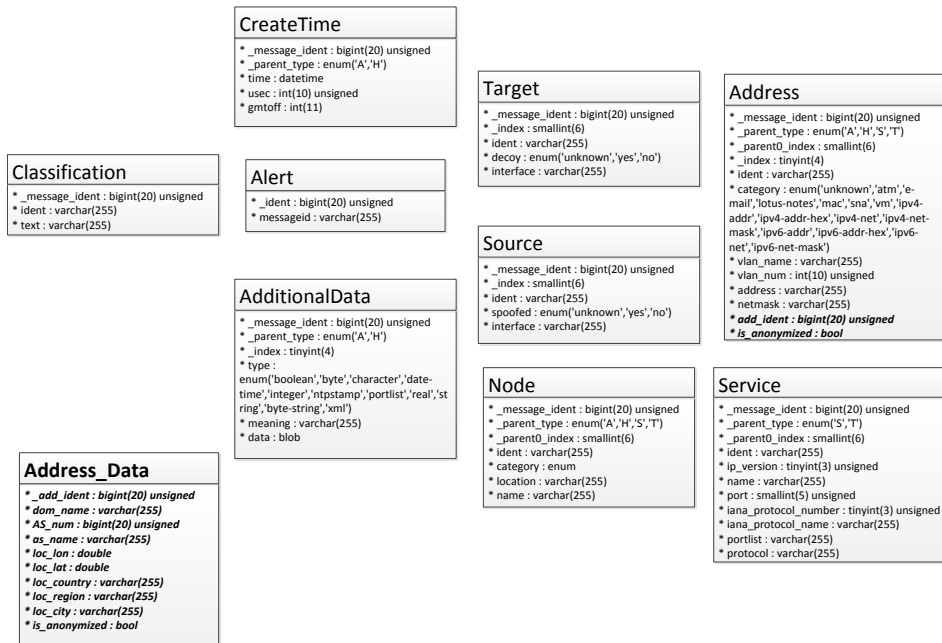 CreateTime
* _message_ident : bigint(20) unsigned
* _parent_type : enum('A','H')
* time : datetime
* usec : int(10) unsigned
* gmtoff : int(11)
Target
* _message_ident : bigint(20) unsigned
* _index : smallint(6)
* ident : varchar(255)
* decoy : enum('unknown','yes','no')
* interface : varchar(255)
Address
* _message_ident : bigint(20) unsigned
* _parent_type : enum('A','H','S','T')
* _parent0_index : smallint(6)
* _index : tinyint(4)
* ident : varchar(255)
* category : enum('unknown','atm','e-
mail','lotus-notes','mac','sna','vm','ipv4-
addr','ipv4-addr-hex','ipv4-net','ipv4-net-
mask','ipv6-addr','ipv6-addr-hex','ipv6-
net','ipv6-net-mask')
* vlan_name : varchar(255)
* vlan_num : int(10) unsigned
* address : varchar(255)
* netmask : varchar(255)
* add_ident : bigint(20) unsigned
* is_anonymized : bool
Classification
* _message_ident : bigint(20) unsigned
* ident : varchar(255)
* text : varchar(255)
Alert
* _ident : bigint(20) unsigned
* messageid : varchar(255)
Source
* _message_ident : bigint(20) unsigned
* _index : smallint(6)
* ident : varchar(255)
* spoofed : enum('unknown','yes','no')
* interface : varchar(255)
AdditionalData
* _message_ident : bigint(20) unsigned
* _parent_type : enum('A','H')
* _index : tinyint(4)
* type :
enum('boolean','byte','character','date-
time','integer','ntpstamp','portlist','real','st
ring','byte-string','xml')
* meaning : varchar(255)
* data : blob
Node
* _message_ident : bigint(20) unsigned
* _parent_type : enum('A','H','S','T')
* _parent0_index : smallint(6)
* ident : varchar(255)
* category : enum
* location : varchar(255)
* name : varchar(255)
Service
* _message_ident : bigint(20) unsigned
* _parent_type : enum('S','T')
* _parent0_index : smallint(6)
* ident : varchar(255)
* ip_version : tinyint(3) unsigned
* name : varchar(255)
* port : smallint(5) unsigned
* iana_protocol_number : tinyint(3) unsigned
* iana_protocol_name : varchar(255)
* portlist : varchar(255)
* protocol : varchar(255)
Address_Data
* _add_ident : bigint(20) unsigned
* dom_name : varchar(255)
* AS_num : bigint(20) unsigned
* as_name : varchar(255)
* loc_lon : double
* loc_lat : double
* loc_country : varchar(255)
* loc_region : varchar(255)
* loc_city : varchar(255)
* is_anonymized : bool